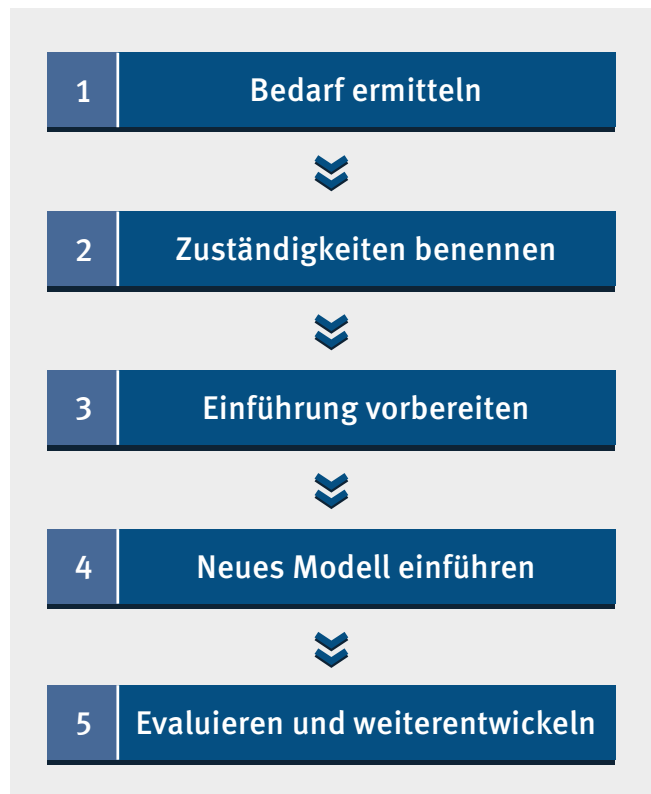 1 Bedarf ermitteln
2 Zuständigkeiten benennen
3 Einführung vorbereiten
4 Neues Modell einführen
5 Evaluieren und weiterentwickeln